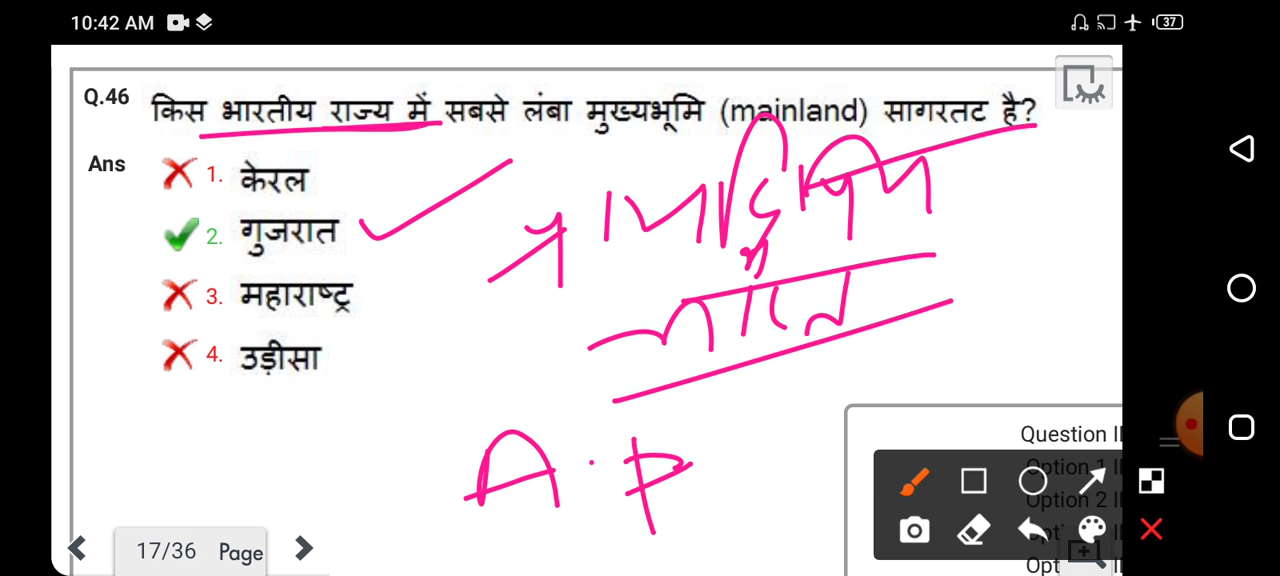 10:42 AM
37
Q.46 किस भारतीय राज्य में सबसे लंबा मुख्यभूमि (mainland) सागरतट है?
Ans
1. केरल
2. गुजरात
3. महाराष्ट्र
4. उड़ीसा
A.P
Question I
Option 1 I
Option 2 I
Opt
Opt
17/36 Page